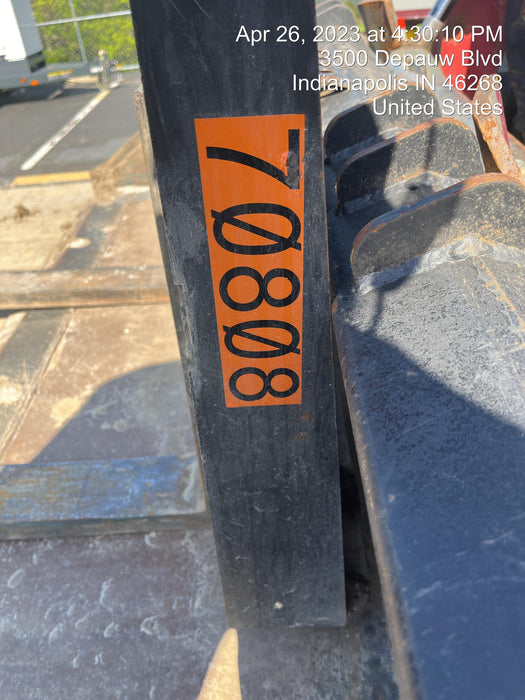 Apr 26, 2023 at 4:30:10 PM
3500 Depauw Blvd
Indianapolis IN 46268
United States
70808